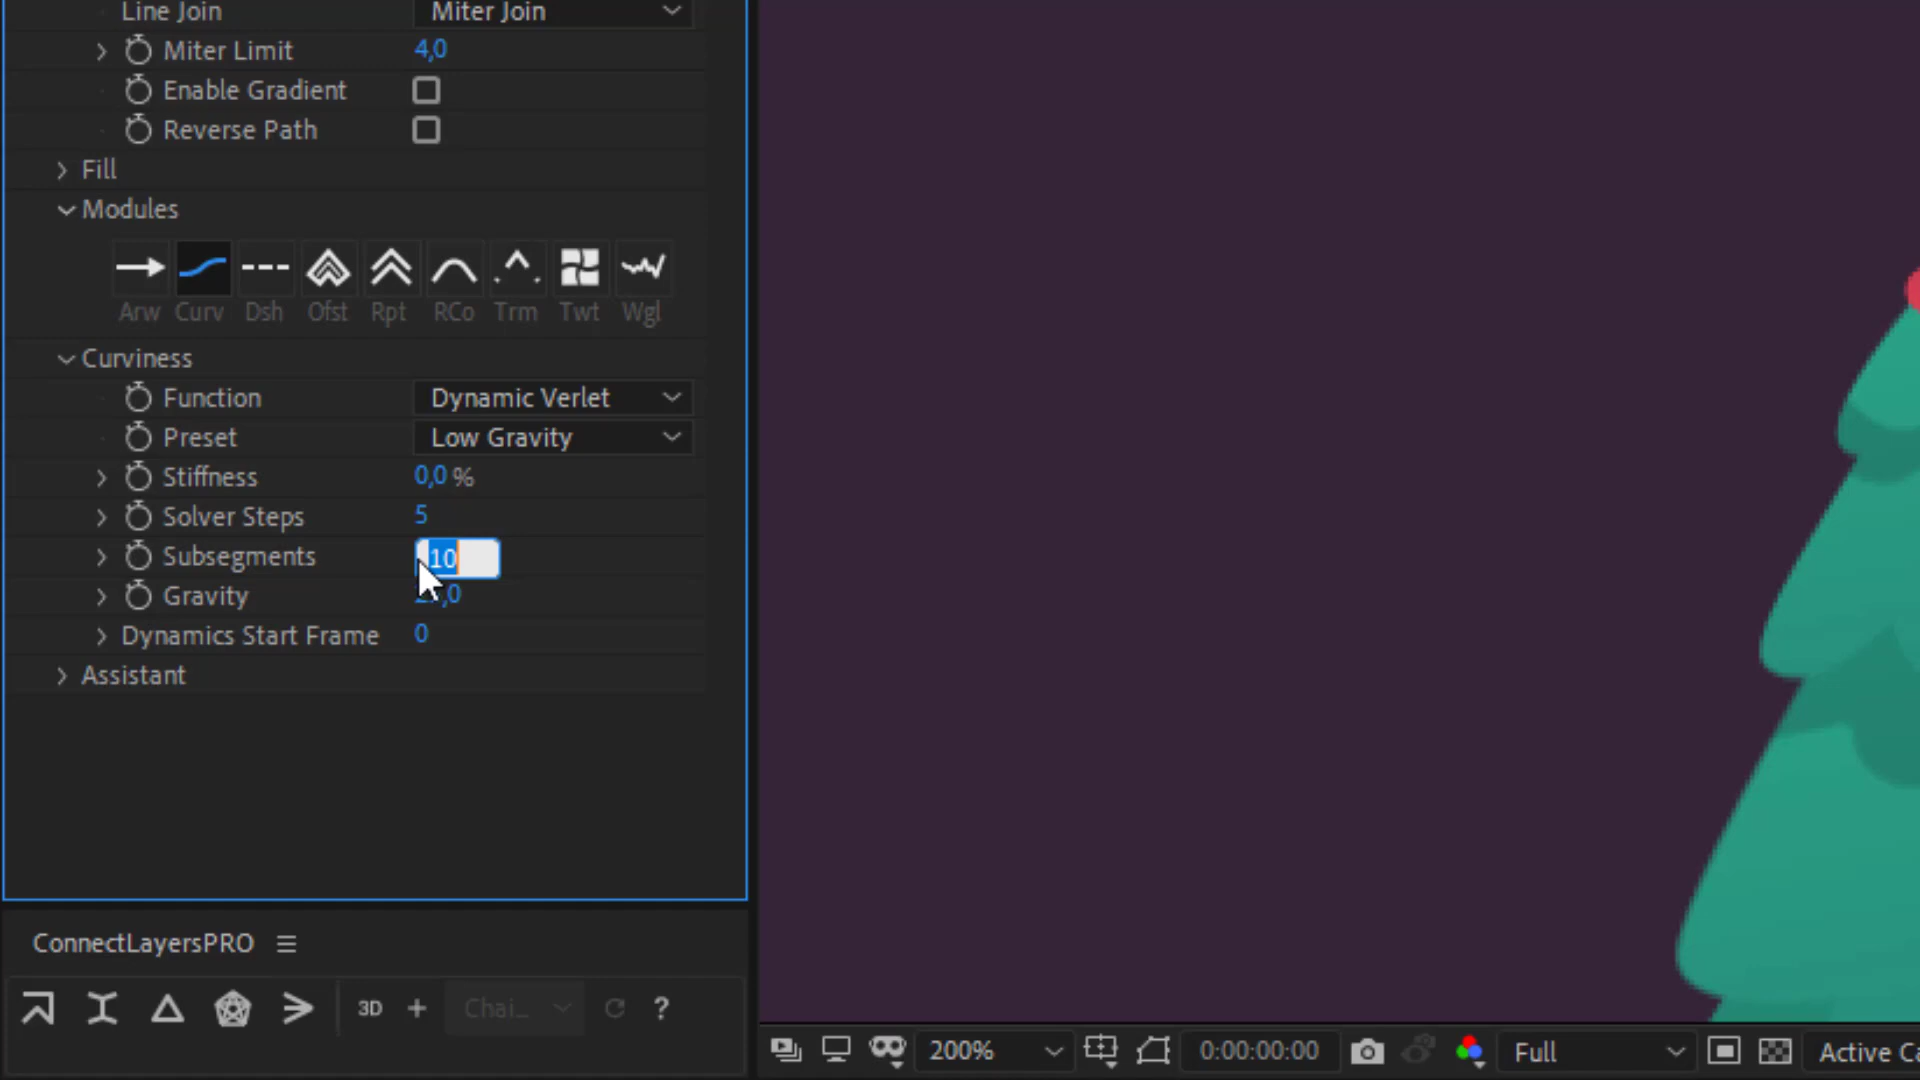 Line Join Miter Join
Miter Limit 4,0
Enable Gradient
Reverse Path
Fill
Modules
Arw Curv Dsh Ofst Rpt RCo Trm Twt Wgl
Curviness
Function Dynamic Verlet
Preset Low Gravity
Stiffness 0,0 %
Solver Steps 5
Subsegments 10
Gravity
Dynamics Start Frame 0
Assistant
ConnectLayersPRO
3D + Chai... ?
200% 0:00:00:00 Full Active